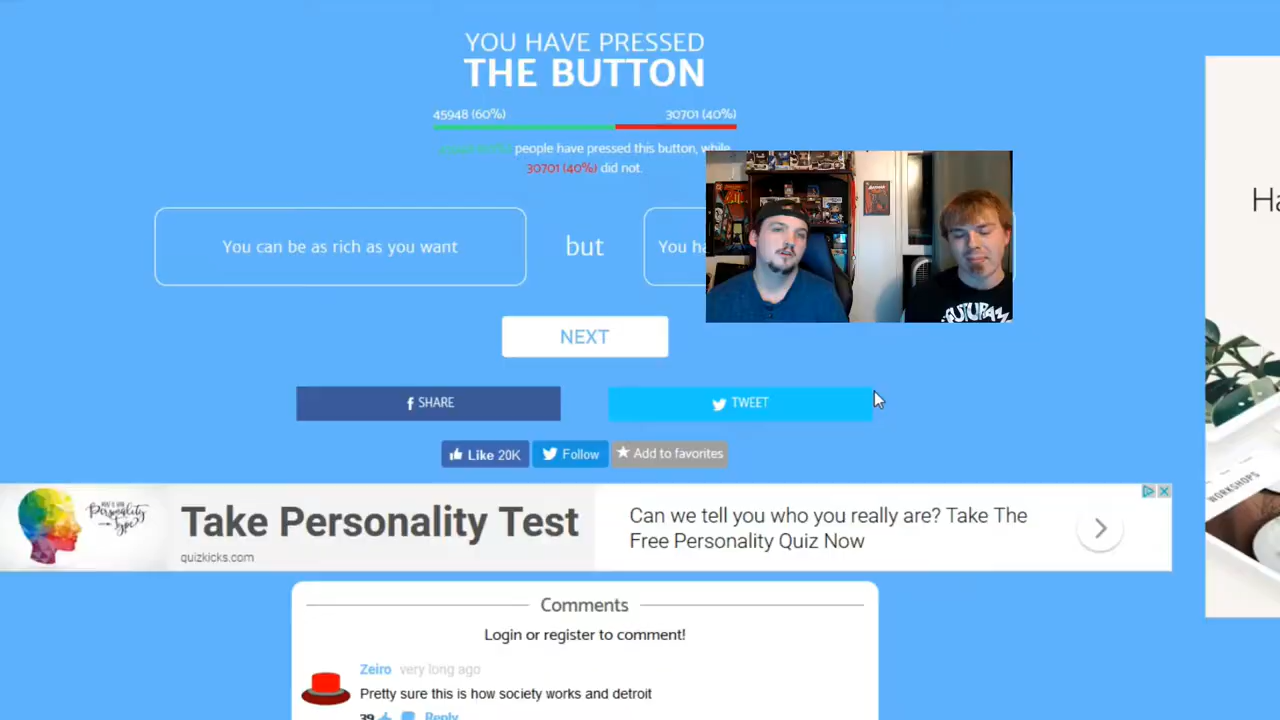 YOU HAVE PRESSED
THE BUTTON
45948 (60%) 30701 (40%)
people have pressed this button, while
30701 (40%) did not.
You can be as rich as you want
but
You ha
NEXT
SHARE
TWEET
Like 20K
Follow
Add to favorites
Take Personality Test
quizkicks.com
Can we tell you who you really are? Take The
Free Personality Quiz Now
WORKSHOPS
Ha
Comments
Login or register to comment!
Zeiro very long ago
Pretty sure this is how society works and detroit
39 Reply